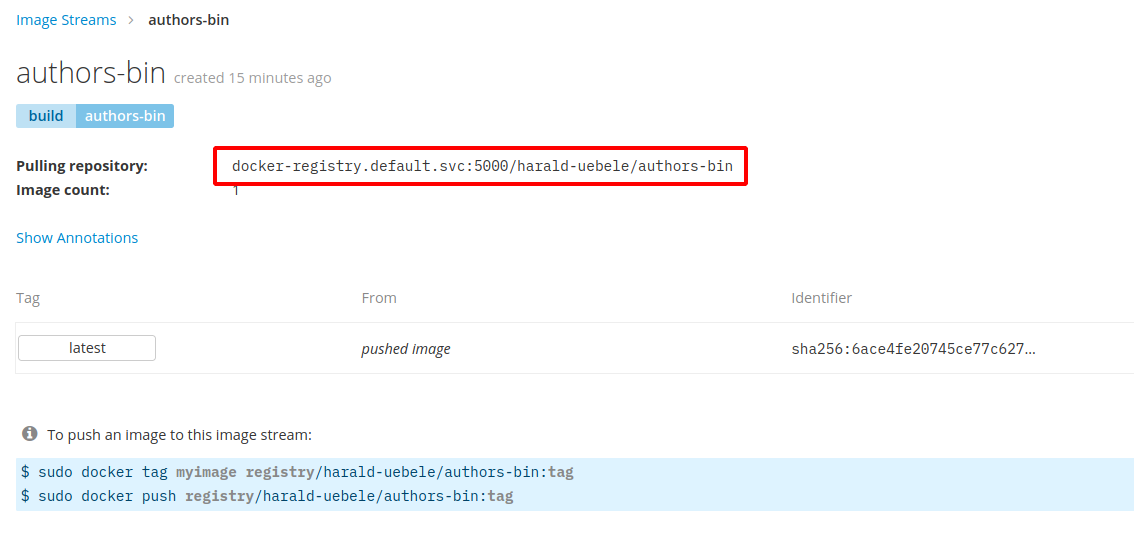 Image Streams > authors-bin
authors-bin created 15 minutes ago
build authors-bin
Pulling repository: docker-registry.default.svc:5000/harald-uebele/authors-bin
Image count: 1
Show Annotations
Tag From Identifier
latest pushed image sha256:6ace4fe20745ce77c627…
To push an image to this image stream:
$ sudo docker tag myimage registry/harald-uebele/authors-bin:tag
$ sudo docker push registry/harald-uebele/authors-bin:tag